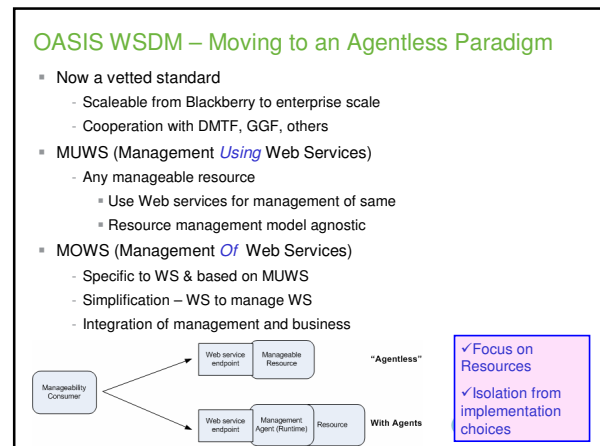 OASIS WSDM – Moving to an Agentless Paradigm
▪ Now a vetted standard
- Scaleable from Blackberry to enterprise scale
- Cooperation with DMTF, GGF, others
▪ MUWS (Management Using Web Services)
- Any manageable resource
▪ Use Web services for management of same
▪ Resource management model agnostic
▪ MOWS (Management Of Web Services)
- Specific to WS & based on MUWS
- Simplification – WS to manage WS
- Integration of management and business
Manageability
Consumer
Web service
endpoint
Manageable
Resource
“Agentless”
Web service
endpoint
Management
Agent (Runtime)
Resource
With Agents
✓Focus on
Resources
✓Isolation from
implementation
choices